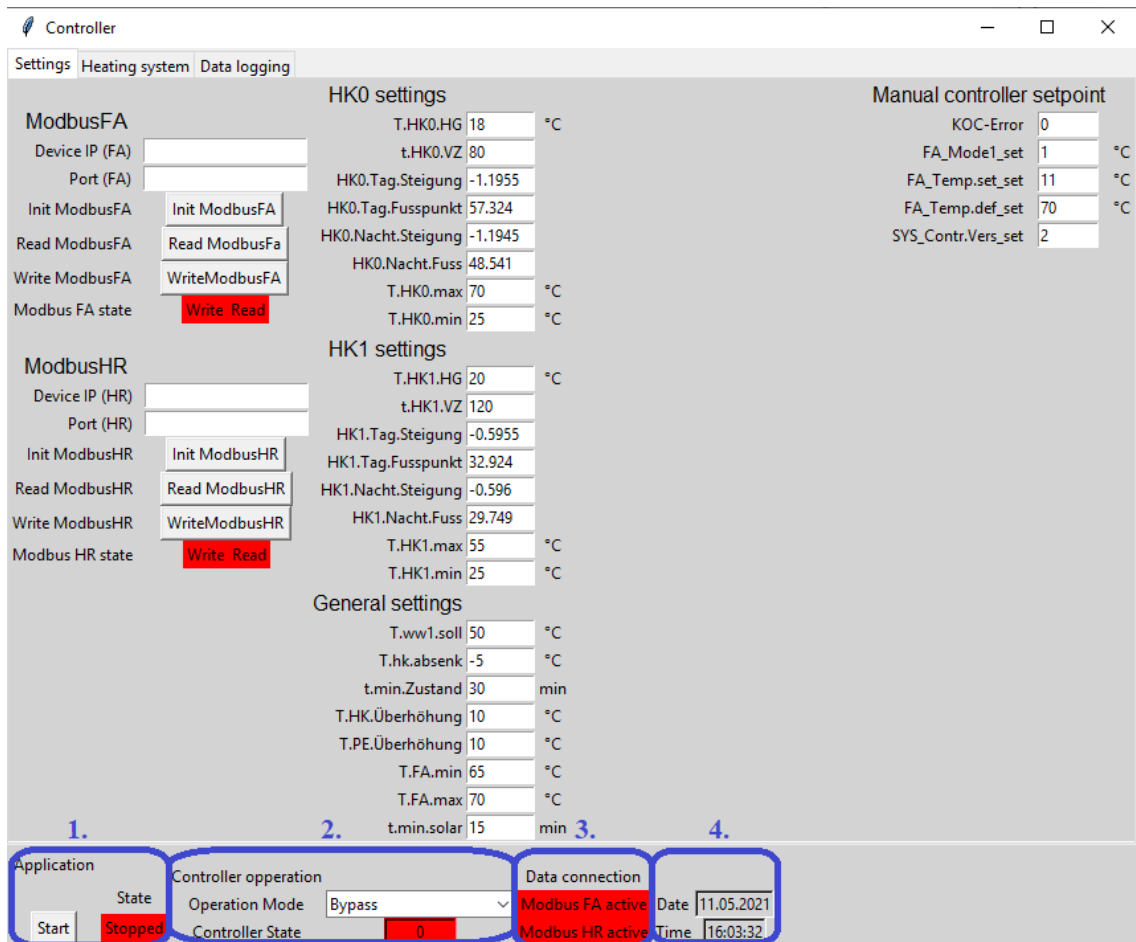 Controller
Settings Heating system Data logging
ModbusFA
Device IP (FA)
Port (FA)
Init ModbusFA Init ModbusFA
Read ModbusFA Read ModbusFa
Write ModbusFA WriteModbusFA
Modbus FA state Write Read
ModbusHR
Device IP (HR)
Port (HR)
Init ModbusHR Init ModbusHR
Read ModbusHR Read ModbusHR
Write ModbusHR WriteModbusHR
Modbus HR state Write Read
HK0 settings
T.HK0.HG 18 °C
t.HK0.VZ 80
HK0.Tag.Steigung -1.1955
HK0.Tag.Fusspunkt 57.324
HK0.Nacht.Steigung -1.1945
HK0.Nacht.Fuss 48.541
T.HK0.max 70 °C
T.HK0.min 25 °C
HK1 settings
T.HK1.HG 20 °C
t.HK1.VZ 120
HK1.Tag.Steigung -0.5955
HK1.Tag.Fusspunkt 32.924
HK1.Nacht.Steigung -0.596
HK1.Nacht.Fuss 29.749
T.HK1.max 55 °C
T.HK1.min 25 °C
General settings
T.ww1.soll 50 °C
T.hk.absenk -5 °C
t.min.Zustand 30 min
T.HK.Überhöhung 10 °C
T.PE.Überhöhung 10 °C
T.FA.min 65 °C
T.FA.max 70 °C
t.min.solar 15 min
Manual controller setpoint
KOC-Error 0
FA_Mode1_set 1 °C
FA_Temp.set_set 11 °C
FA_Temp.def_set 70 °C
SYS_Contr.Vers_set 2
1.
Application
State
Start Stopped
2.
Controller opperation
Operation Mode Bypass
Controller State 0
3.
Data connection
Modbus FA active
Modbus HR active
4.
Date 11.05.2021
Time 16:03:32